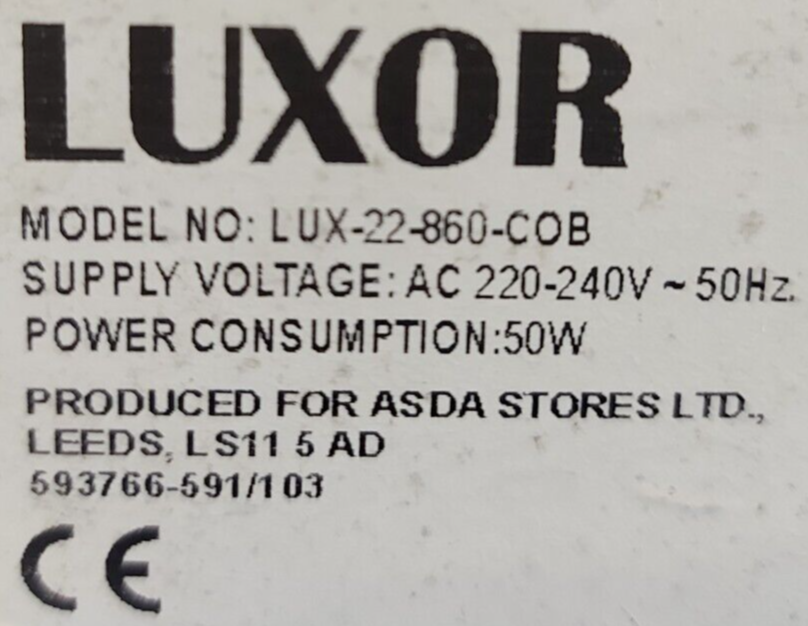 LUXOR
MODEL NO: LUX-22-860-COB
SUPPLY VOLTAGE: AC 220-240V ~ 50Hz.
POWER CONSUMPTION:50W
PRODUCED FOR ASDA STORES LTD.,
LEEDS, LS11 5 AD
593766-591/103
CE